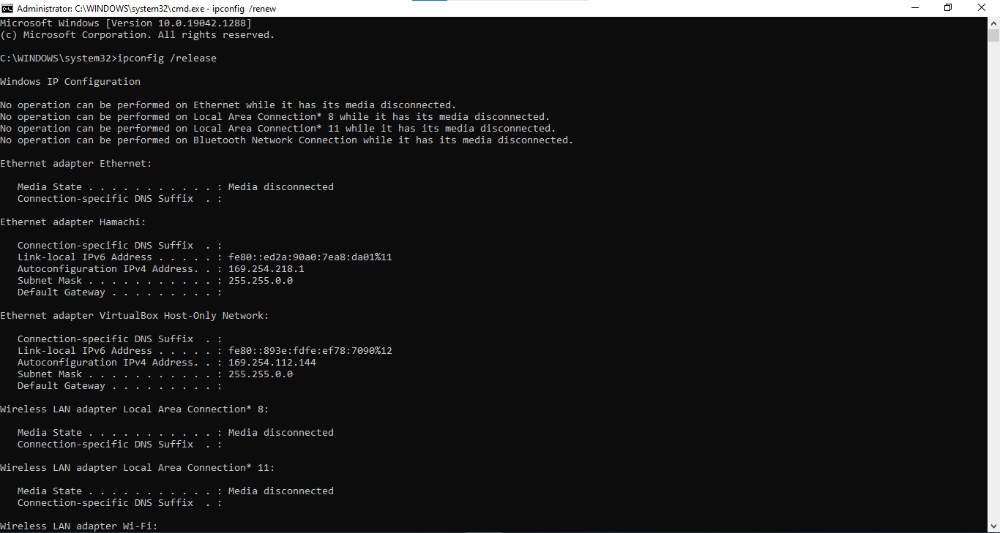 Administrator: C:\WINDOWS\system32\cmd.exe - ipconfig /renew
Microsoft Windows [Version 10.0.19042.1288]
(c) Microsoft Corporation. All rights reserved.
C:\WINDOWS\system32>ipconfig /release
Windows IP Configuration
No operation can be performed on Ethernet while it has its media disconnected.
No operation can be performed on Local Area Connection* 8 while it has its media disconnected.
No operation can be performed on Local Area Connection* 11 while it has its media disconnected.
No operation can be performed on Bluetooth Network Connection while it has its media disconnected.
Ethernet adapter Ethernet:
   Media State . . . . . . . . . . . : Media disconnected
   Connection-specific DNS Suffix  . :
Ethernet adapter Hamachi:
   Connection-specific DNS Suffix  . :
   Link-local IPv6 Address . . . . . : fe80::ed2a:90a0:7ea8:da01%11
   Autoconfiguration IPv4 Address. . : 169.254.218.1
   Subnet Mask . . . . . . . . . . . : 255.255.0.0
   Default Gateway . . . . . . . . . :
Ethernet adapter VirtualBox Host-Only Network:
   Connection-specific DNS Suffix  . :
   Link-local IPv6 Address . . . . . : fe80::893e:fdfe:ef78:7090%12
   Autoconfiguration IPv4 Address. . : 169.254.112.144
   Subnet Mask . . . . . . . . . . . : 255.255.0.0
   Default Gateway . . . . . . . . . :
Wireless LAN adapter Local Area Connection* 8:
   Media State . . . . . . . . . . . : Media disconnected
   Connection-specific DNS Suffix  . :
Wireless LAN adapter Local Area Connection* 11:
   Media State . . . . . . . . . . . : Media disconnected
   Connection-specific DNS Suffix  . :
Wireless LAN adapter Wi-Fi: